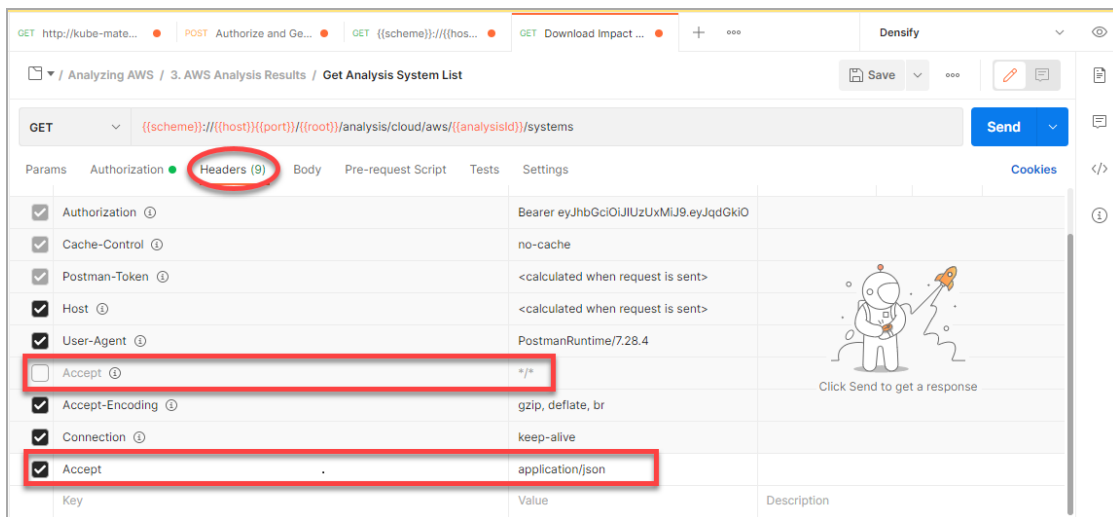 GET http://kube-mate... POST Authorize and Ge... GET {{scheme}}://{{hos... GET Download Impact ... + ooo Densify
/ Analyzing AWS / 3. AWS Analysis Results / Get Analysis System List Save ooo
GET {{scheme}}://{{host}}{{port}}/{{root}}/analysis/cloud/aws/{{analysisId}}/systems Send
Params Authorization Headers (9) Body Pre-request Script Tests Settings Cookies </>
Authorization Bearer eyJhbGciOiJIUzUxMiJ9.eyJqdGkiO
Cache-Control no-cache
Postman-Token <calculated when request is sent>
Host <calculated when request is sent>
User-Agent PostmanRuntime/7.28.4
Accept */*
Click Send to get a response
Accept-Encoding gzip, deflate, br
Connection keep-alive
Accept . application/json
Key Value Description